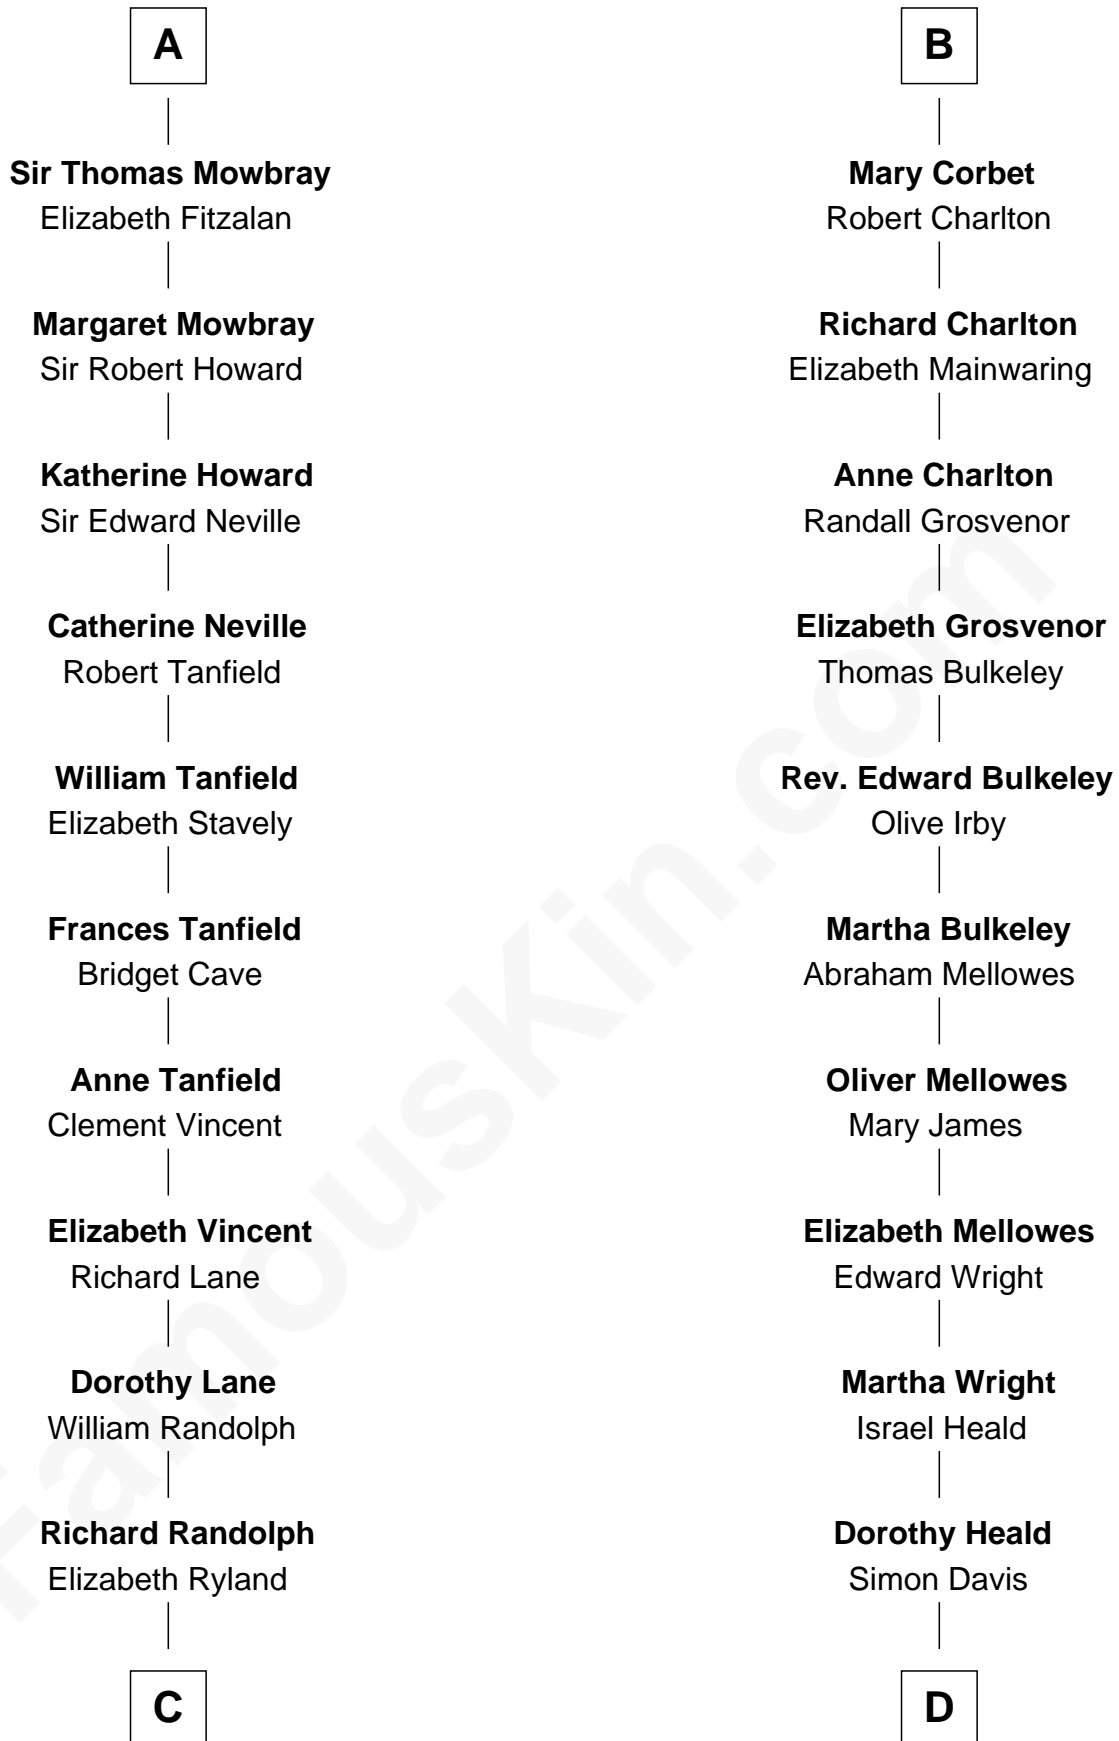 A
Sir Thomas Mowbray
Elizabeth Fitzalan
Margaret Mowbray
Sir Robert Howard
Katherine Howard
Sir Edward Neville
Catherine Neville
Robert Tanfield
William Tanfield
Elizabeth Stavely
Frances Tanfield
Bridget Cave
Anne Tanfield
Clement Vincent
Elizabeth Vincent
Richard Lane
Dorothy Lane
William Randolph
Richard Randolph
Elizabeth Ryland
C
B
Mary Corbet
Robert Charlton
Richard Charlton
Elizabeth Mainwaring
Anne Charlton
Randall Grosvenor
Elizabeth Grosvenor
Thomas Bulkeley
Rev. Edward Bulkeley
Olive Irby
Martha Bulkeley
Abraham Mellowes
Oliver Mellowes
Mary James
Elizabeth Mellowes
Edward Wright
Martha Wright
Israel Heald
Dorothy Heald
Simon Davis
D
FamousKin.com